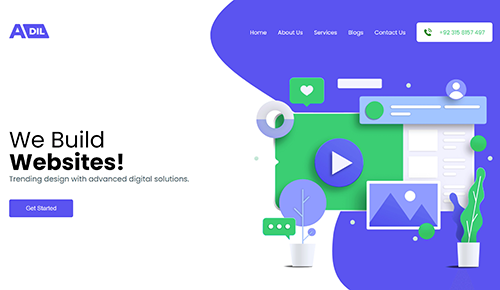 ADIL
Home About Us Services Blogs Contact Us +92 315 8157 497
We Build
Websites!
Trending design with advanced digital solutions.
Get Started